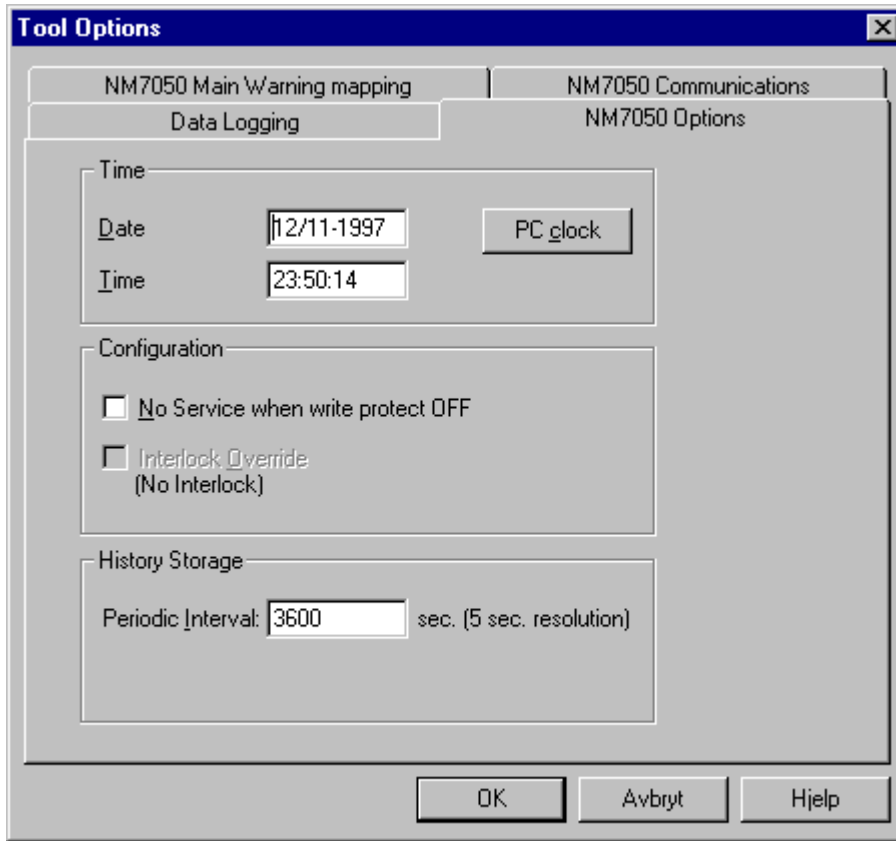 Tool Options
NM7050 Main Warning mapping
NM7050 Communications
Data Logging
NM7050 Options
Time
Date 12/11-1997 PC clock
Time 23:50:14
Configuration
No Service when write protect OFF
Interlock Override
(No Interlock)
History Storage
Periodic Interval: 3600 sec. (5 sec. resolution)
OK Avbryt Hjelp